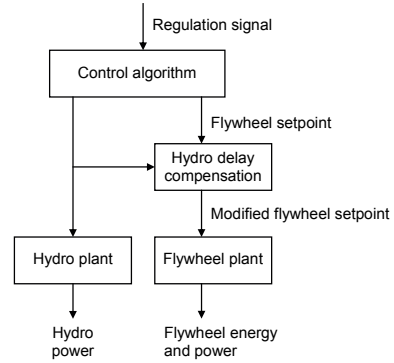 Regulation signal
Control algorithm
Flywheel setpoint
Hydro delay
compensation
Modified flywheel setpoint
Hydro plant
Flywheel plant
Hydro
power
Flywheel energy
and power